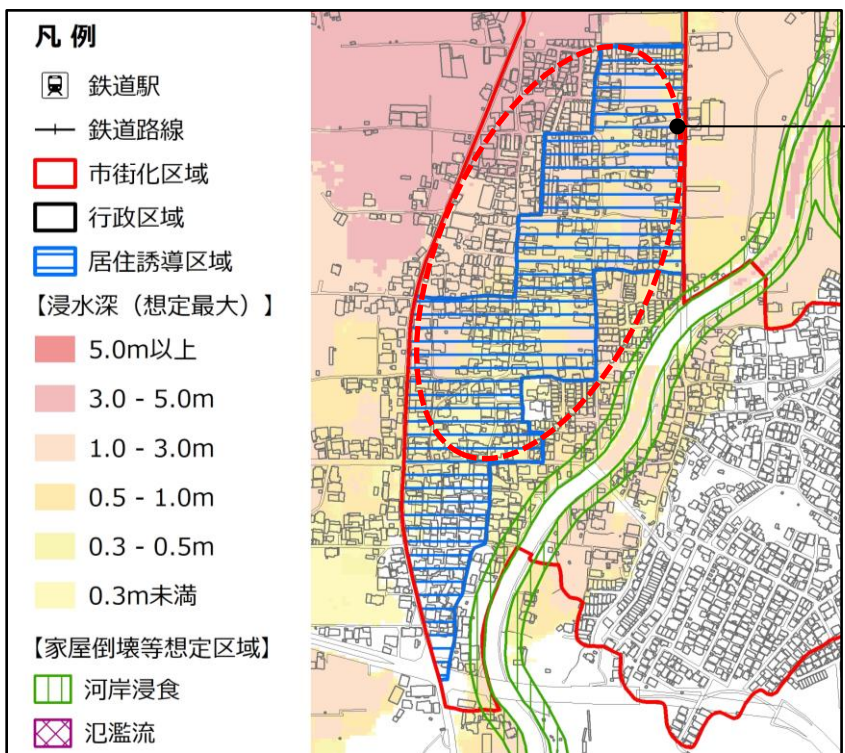 凡 例
鉄道駅
鉄道路線
市街化区域
行政区域
居住誘導区域
【浸水深（想定最大）】
5.0m以上
3.0 - 5.0m
1.0 - 3.0m
0.5 - 1.0m
0.3 - 0.5m
0.3m未満
【家屋倒壊等想定区域】
河岸浸食
氾濫流